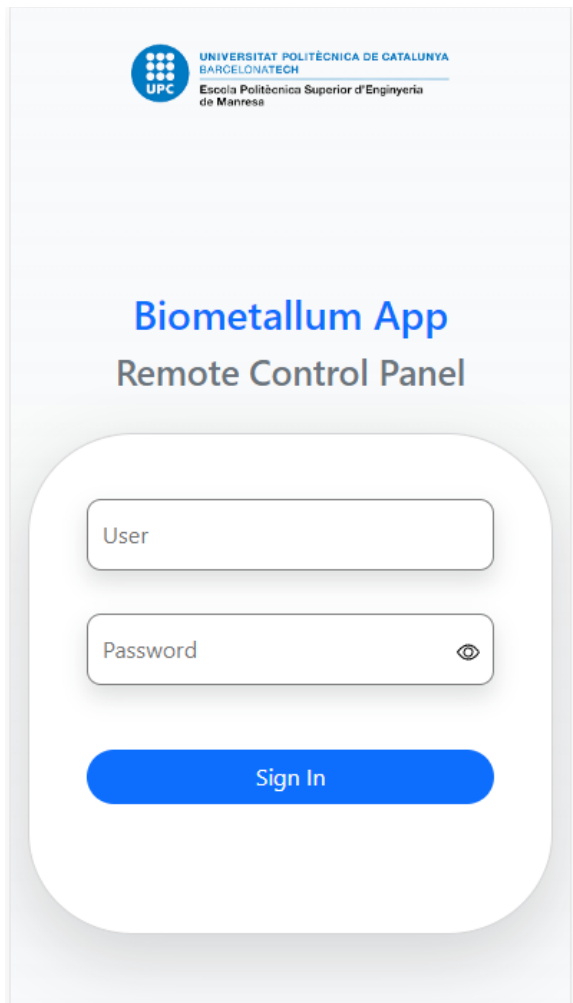 UPC
UNIVERSITAT POLITÈCNICA DE CATALUNYA
BARCELONATECH
Escola Politècnica Superior d'Enginyeria
de Manresa
Biometallum App
Remote Control Panel
User
Password
Sign In